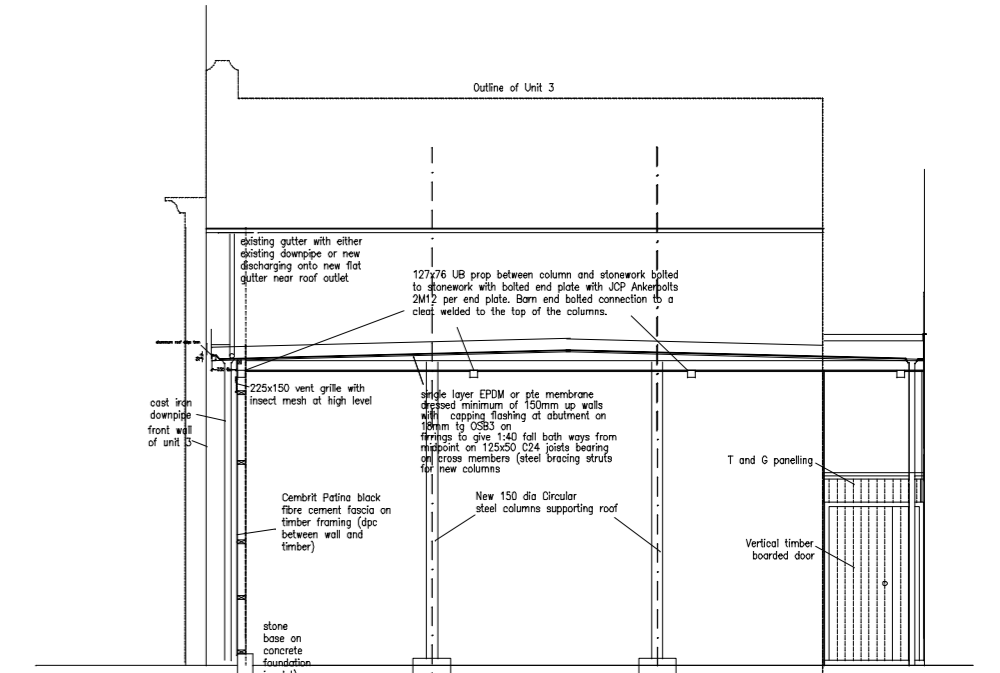 Outline of Unit 3
existing gutter with either
existing downpipe or new
discharging onto new flat
gutter near roof outlet
127x76 UB prop between column and stonework bolted
to stonework with bolted end plate with JCP Ankerbolts
2M12 per end plate. Barn end bolted connection to a
cleat welded to the top of the columns.
225x150 vent grille with
insect mesh at high level
cast iron
downpipe
front wall
of unit 3
single layer EPDM or pte membrane
dressed minimum of 150mm up walls
with capping flashing at abutment on
18mm tg OSB3 on
firrings to give 1:40 fall bath ways from
midpoint on 125x50 C24 joists bearing
on cross members (steel bracing struts
for new columns
T and G panelling
Cembrit Patina black
fibre cement fascia on
timber framing (dpc
between wall and
timber)
New 150 dia Circular
steel columns supporting roof
Vertical timber
boarded door
stone
base on
concrete
foundation